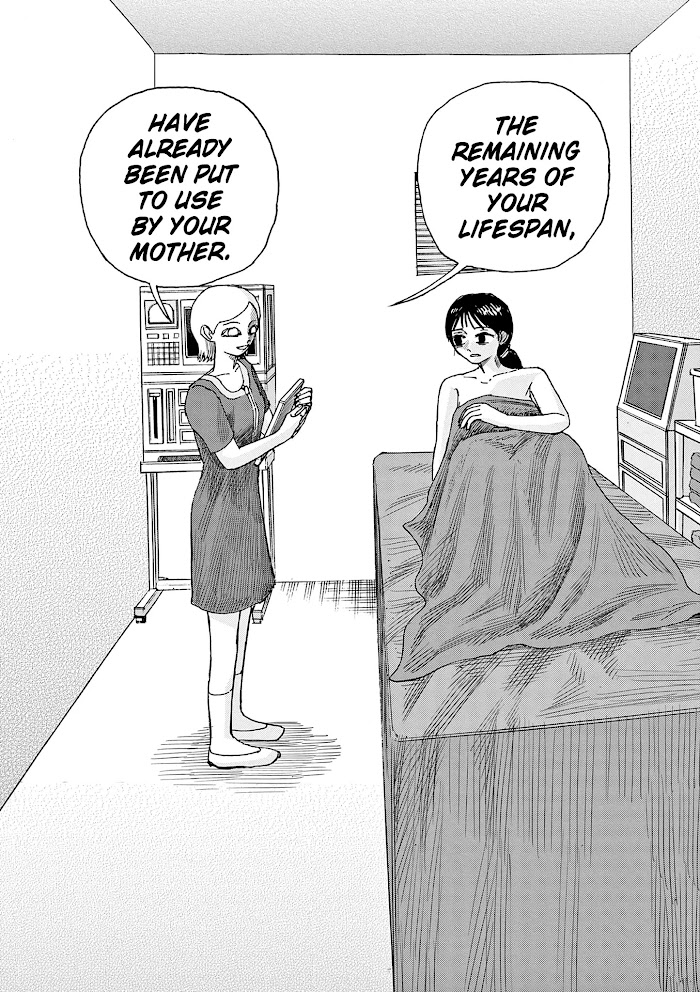 THE
REMAINING
YEARS OF
YOUR
LIFESPAN,
HAVE
ALREADY
BEEN PUT
TO USE
BY YOUR
MOTHER.